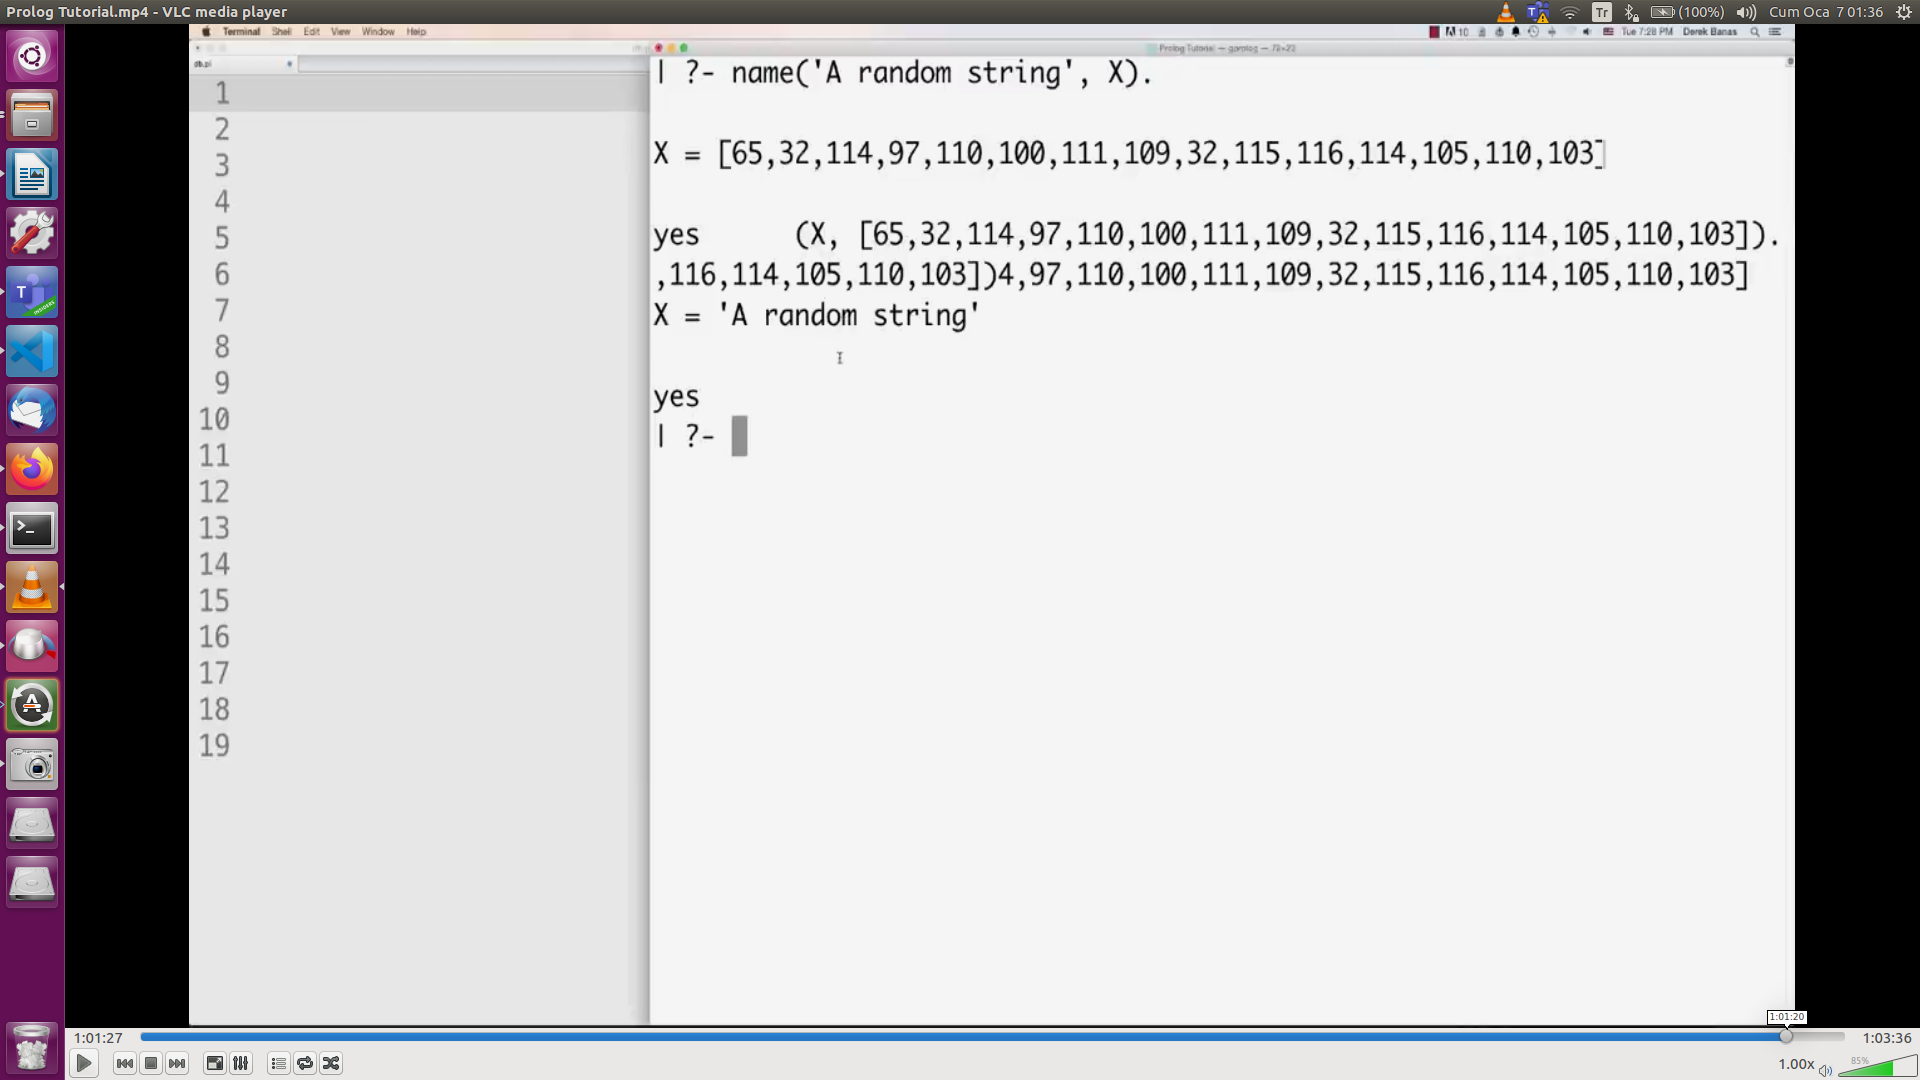 Prolog Tutorial.mp4 - VLC media player
Tr
(100%)
Cum Oca 7 01:36
Terminal Shell Edit View Window Help
10
Tue 7:28 PM Derek Banas
db.pl
Prolog Tutorial — gprolog — 72×23
1
2
3
4
5
6
7
8
9
10
11
12
13
14
15
16
17
18
19
| ?- name('A random string', X).
X = [65,32,114,97,110,100,111,109,32,115,116,114,105,110,103]
yes (X, [65,32,114,97,110,100,111,109,32,115,116,114,105,110,103]).
,116,114,105,110,103])4,97,110,100,111,109,32,115,116,114,105,110,103]
X = 'A random string'
yes
| ?-
1:01:20
1:01:27
1:03:36
1.00x
85%